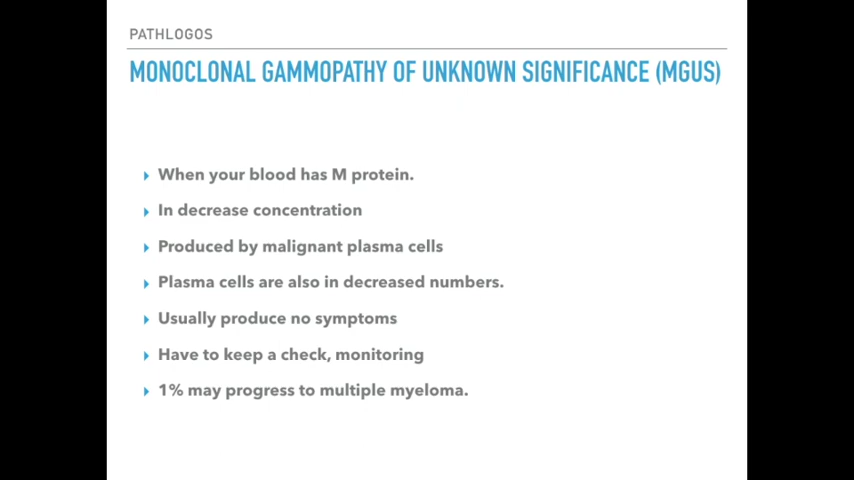 PATHLOGOS
MONOCLONAL GAMMOPATHY OF UNKNOWN SIGNIFICANCE (MGUS)
When your blood has M protein.
In decrease concentration
Produced by malignant plasma cells
Plasma cells are also in decreased numbers.
Usually produce no symptoms
Have to keep a check, monitoring
1% may progress to multiple myeloma.